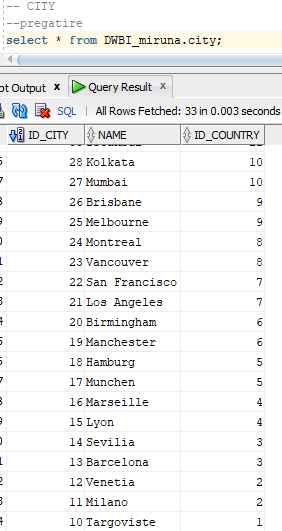 -- CITY
--pregatire
select * from DWBI_miruna.city;
ot Output x Query Result x
SQL | All Rows Fetched: 33 in 0.003 seconds
ID_CITY NAME ID_COUNTRY
28 Kolkata 10
27 Mumbai 10
26 Brisbane 9
25 Melbourne 9
24 Montreal 8
23 Vancouver 8
22 San Francisco 7
21 Los Angeles 7
20 Birmingham 6
19 Manchester 6
18 Hamburg 5
17 Munchen 5
16 Marseille 4
15 Lyon 4
14 Sevilia 3
13 Barcelona 3
12 Venetia 2
11 Milano 2
10 Targoviste 1